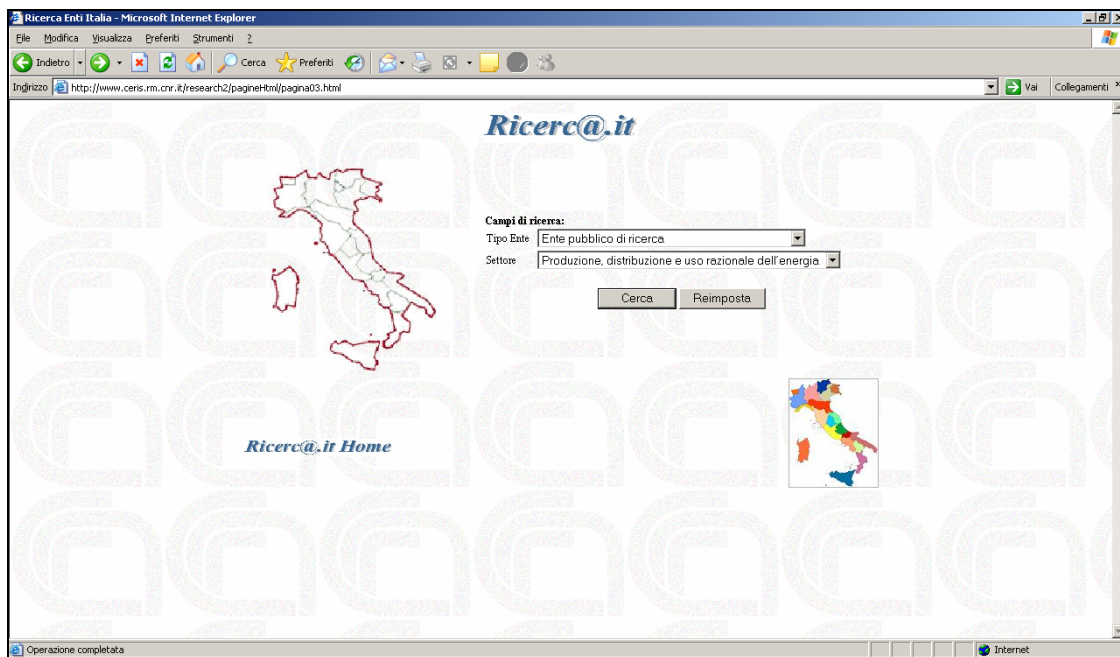 Ricerca Enti Italia - Microsoft Internet Explorer
File Modifica Visualizza Preferiti Strumenti ?
Indietro Cerca Preferiti
Indirizzo http://www.ceris.rm.cnr.it/research2/pagineHtml/pagina03.html Vai Collegamenti »
Ricerc@.it
Campi di ricerca:
Tipo Ente Ente pubblico di ricerca
Settore Produzione, distribuzione e uso razionale dell'energia
Cerca Reimposta
Ricerc@.it Home
Operazione completata Internet